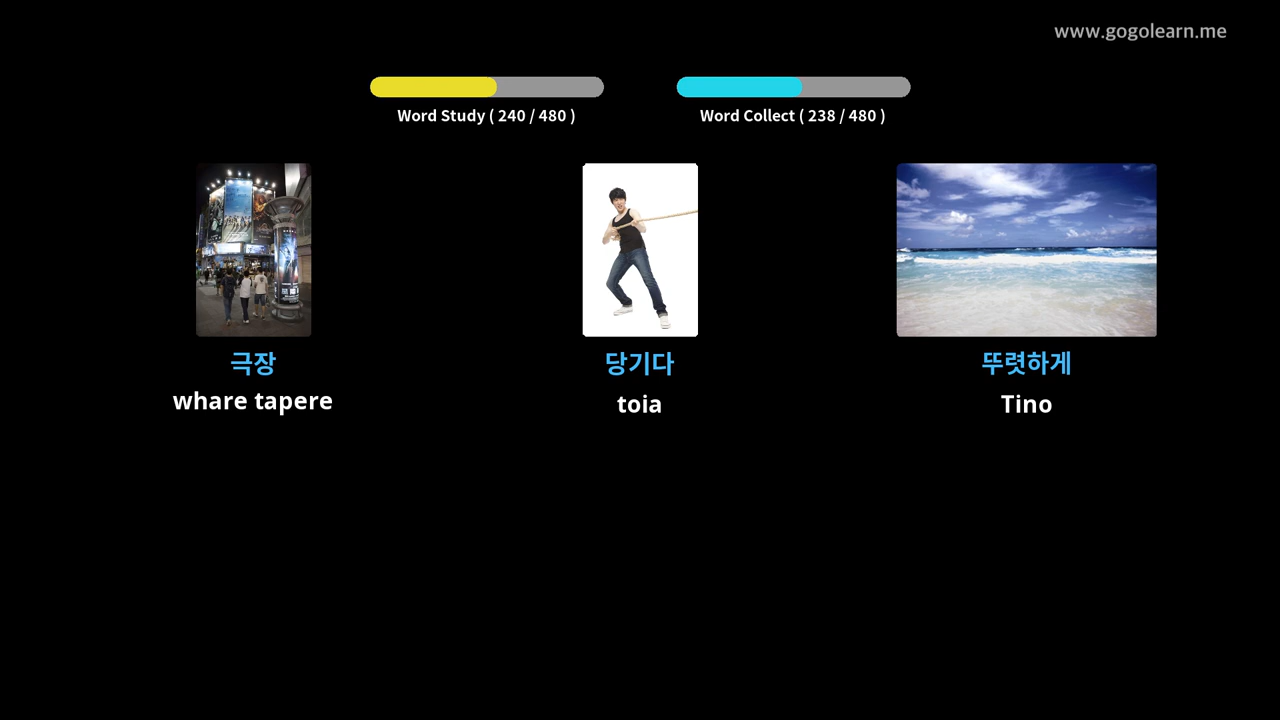 www.gogolearn.me
Word Study ( 240 / 480 )
Word Collect ( 238 / 480 )
극장
당기다
뚜렷하게
whare tapere
toia
Tino